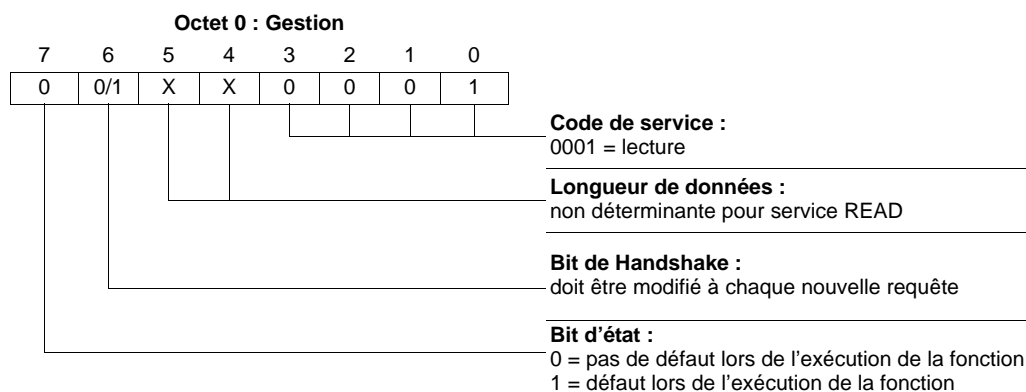 Octet 0 : Gestion
7 6 5 4 3 2 1 0
0 0/1 X X 0 0 0 1
Code de service :
0001 = lecture
Longueur de données :
non déterminante pour service READ
Bit de Handshake :
doit être modifié à chaque nouvelle requête
Bit d’état :
0 = pas de défaut lors de l’exécution de la fonction
1 = défaut lors de l’exécution de la fonction